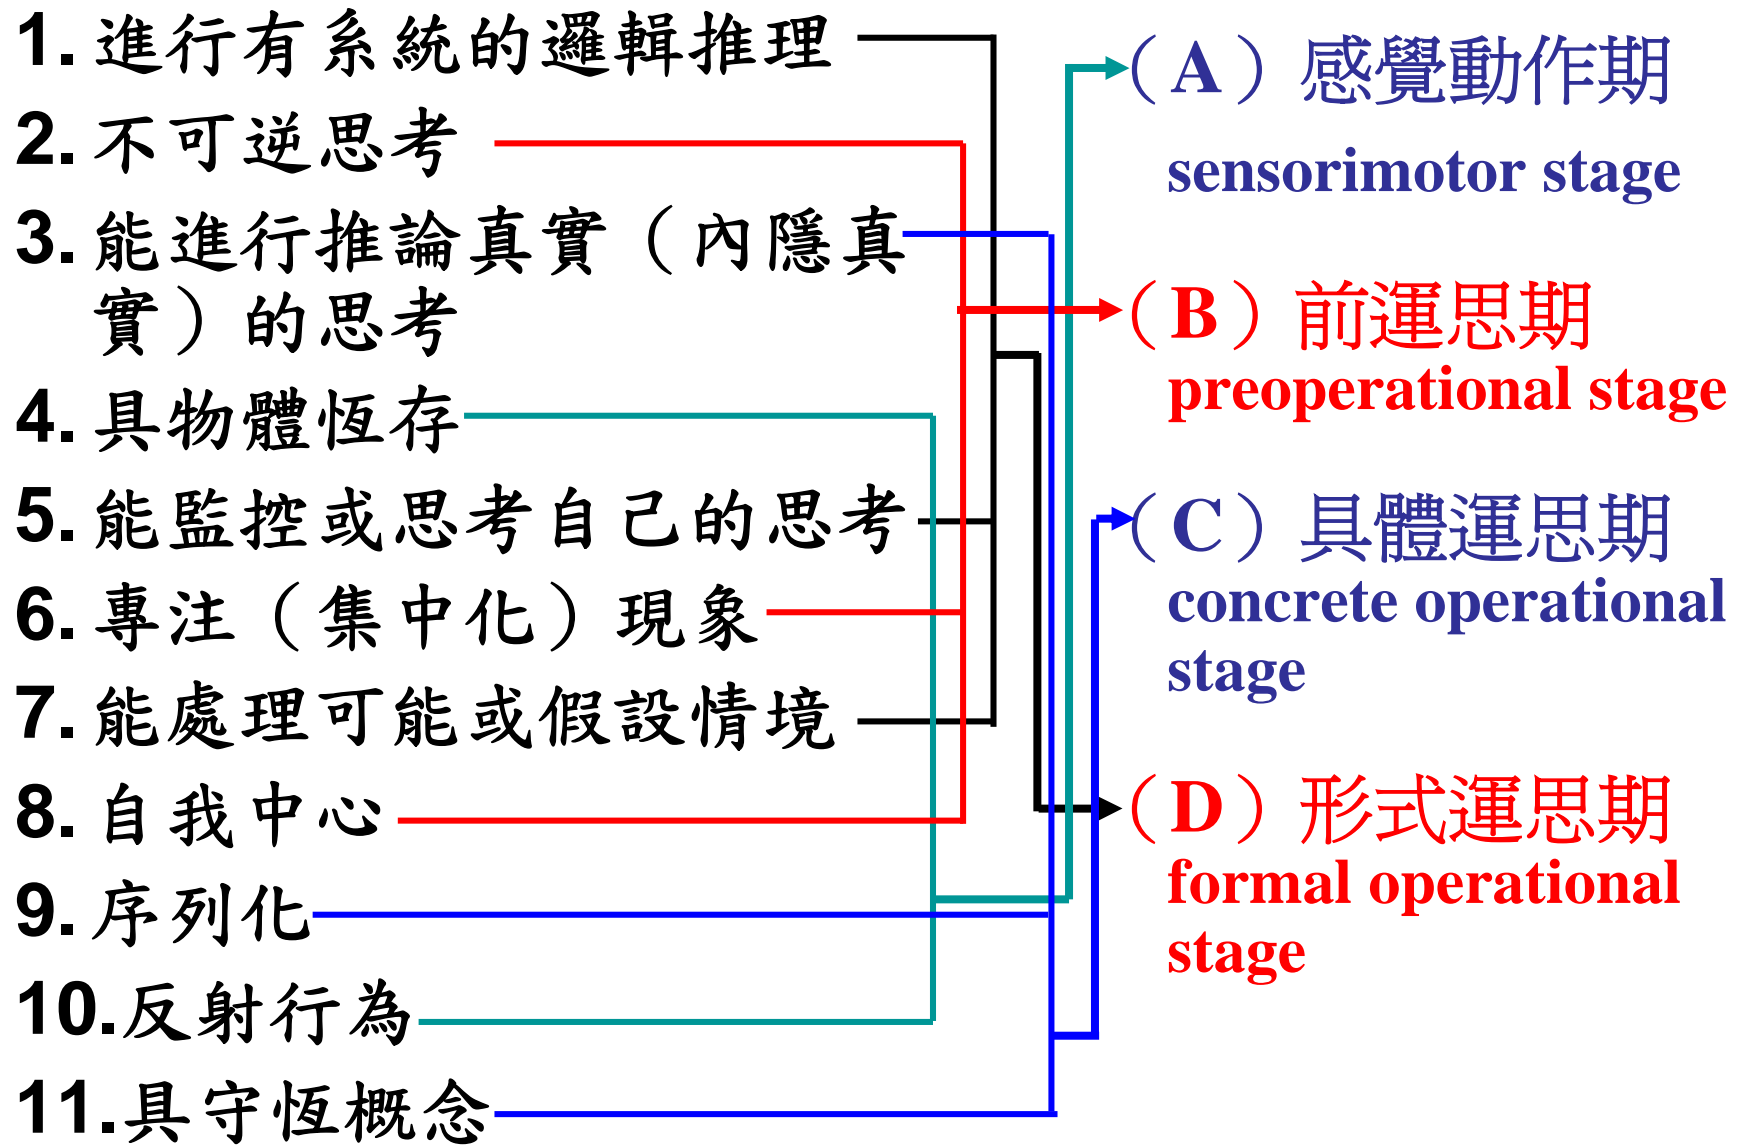 1. 進行有系統的邏輯推理
2. 不可逆思考
3. 能進行推論真實（內隱真
實）的思考
4. 具物體恆存
5. 能監控或思考自己的思考
6. 專注（集中化）現象
7. 能處理可能或假設情境
8. 自我中心
9. 序列化
10.反射行為
11.具守恆概念
（A）感覺動作期
sensorimotor stage
（B）前運思期
preoperational stage
（C）具體運思期
concrete operational
stage
（D）形式運思期
formal operational
stage